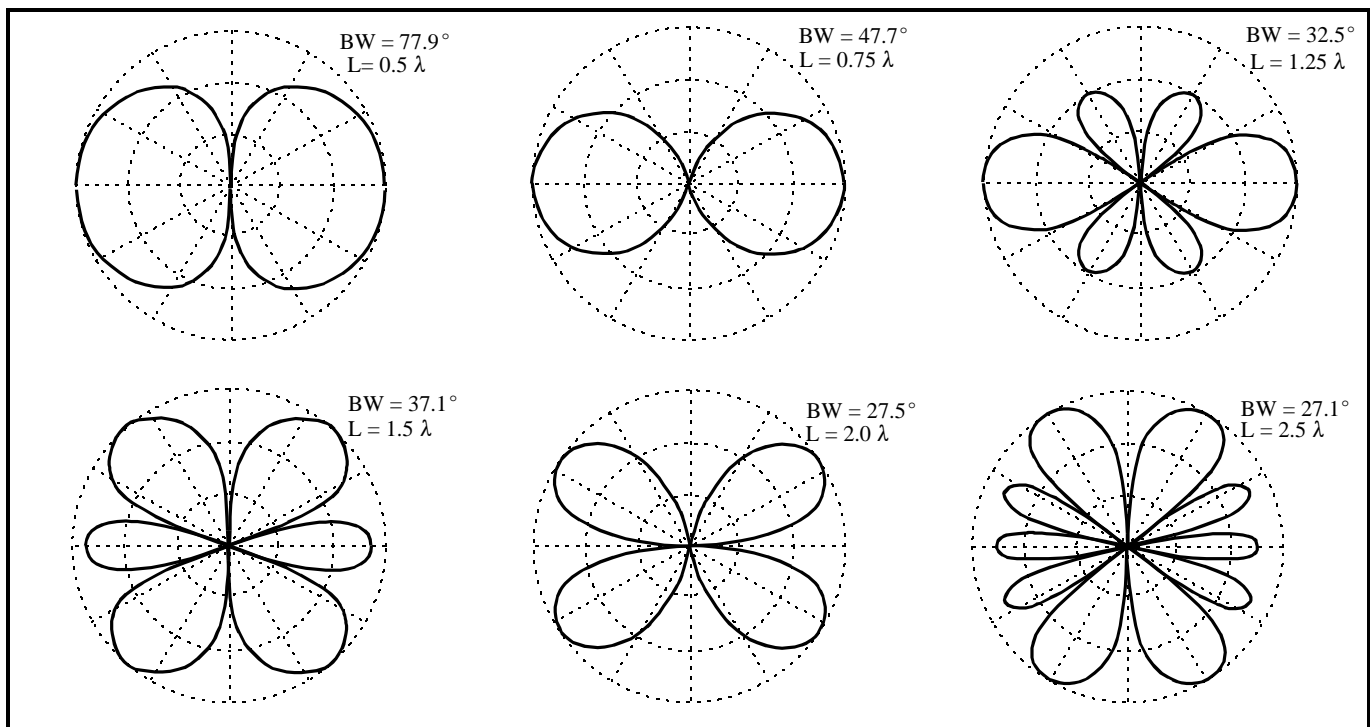 BW = 77.9°
L= 0.5 λ
BW = 47.7°
L = 0.75 λ
BW = 32.5°
L = 1.25 λ
BW = 37.1°
L = 1.5 λ
BW = 27.5°
L = 2.0 λ
BW = 27.1°
L = 2.5 λ